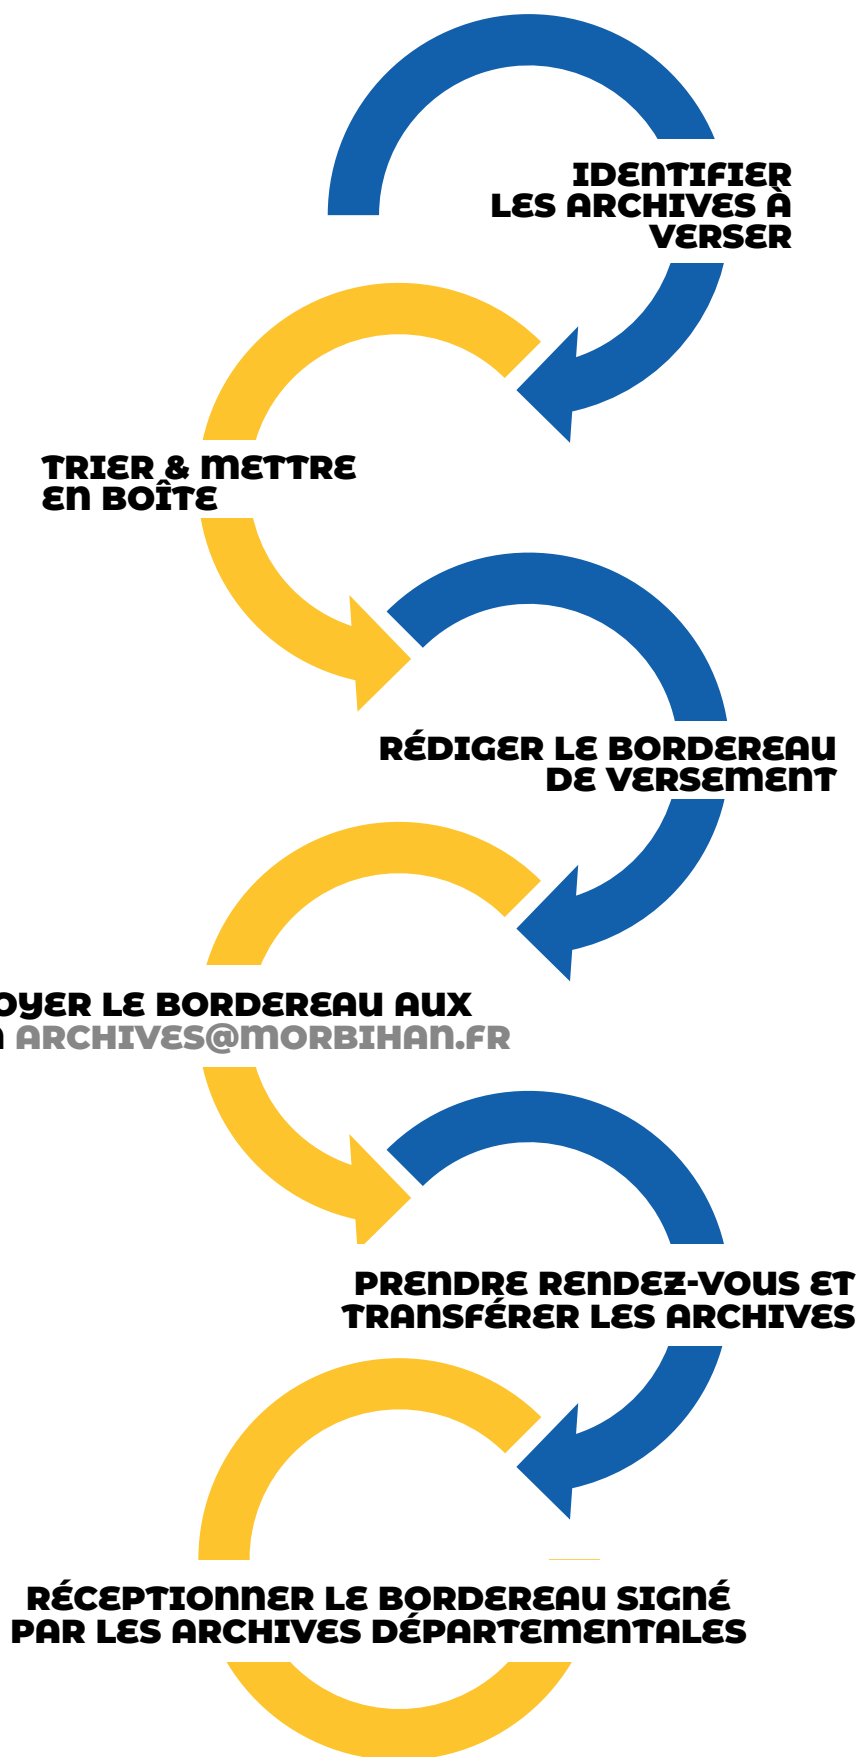 IDENTIFIER
LES ARCHIVES À
VERSER
TRIER & METTRE
EN BOÎTE
RÉDIGER LE BORDEREAU
DE VERSEMENT
OYER LE BORDEREAU AUX
ARCHIVES@MORBIHAN.FR
PRENDRE RENDEZ-VOUS ET
TRANSFÉRER LES ARCHIVES
RÉCEPTIONNER LE BORDEREAU SIGNÉ
PAR LES ARCHIVES DÉPARTEMENTALES